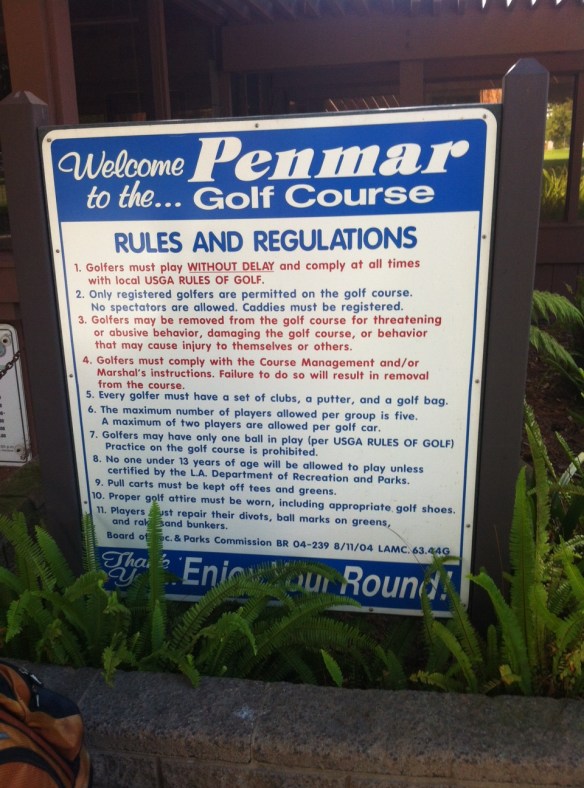 Welcome
to the...
Penmar
Golf Course
RULES AND REGULATIONS
1. Golfers must play WITHOUT DELAY and comply at all times
with local USGA RULES OF GOLF.
2. Only registered golfers are permitted on the golf course.
No spectators are allowed. Caddies must be registered.
3. Golfers may be removed from the golf course for threatening
or abusive behavior, damaging the golf course, or behavior
that may cause injury to themselves or others.
4. Golfers must comply with the Course Management and/or
Marshal's instructions. Failure to do so will result in removal
from the course.
5. Every golfer must have a set of clubs, a putter, and a golf bag.
6. The maximum number of players allowed per group is five.
A maximum of two players are allowed per golf car.
7. Golfers may have only one ball in play (per USGA RULES OF GOLF)
Practice on the golf course is prohibited.
8. No one under 13 years of age will be allowed to play unless
certified by the L.A. Department of Recreation and Parks.
9. Pull carts must be kept off tees and greens.
10. Proper golf attire must be worn, including appropriate golf shoes.
11. Players must repair their divots, ball marks on greens,
and rake sand bunkers.
Board of Rec. & Parks Commission BR 04-239 8/11/04 LAMC. 63.44G
Thank
You
Enjoy Your Round!